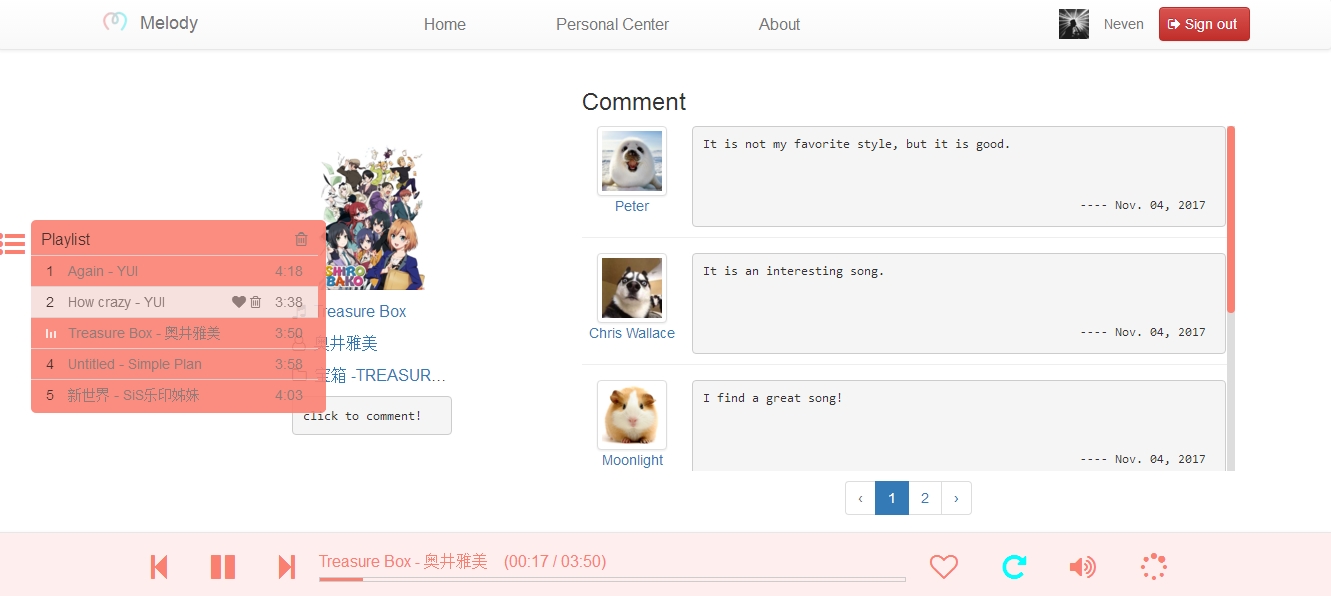 Melody
Home
Personal Center
About
Neven
Sign out
Comment
It is not my favorite style, but it is good.
---- Nov. 04, 2017
Peter
It is an interesting song.
---- Nov. 04, 2017
Chris Wallace
I find a great song!
---- Nov. 04, 2017
Moonlight
‹ 1 2 ›
SHIRO
BAKO
Treasure Box
奥井雅美
宝箱 -TREASUR...
click to comment!
Playlist
1 Again - YUI 4:18
2 How crazy - YUI 3:38
Treasure Box - 奥井雅美 3:50
4 Untitled - Simple Plan 3:58
5 新世界 - SiS乐印姊妹 4:03
Treasure Box - 奥井雅美 (00:17 / 03:50)